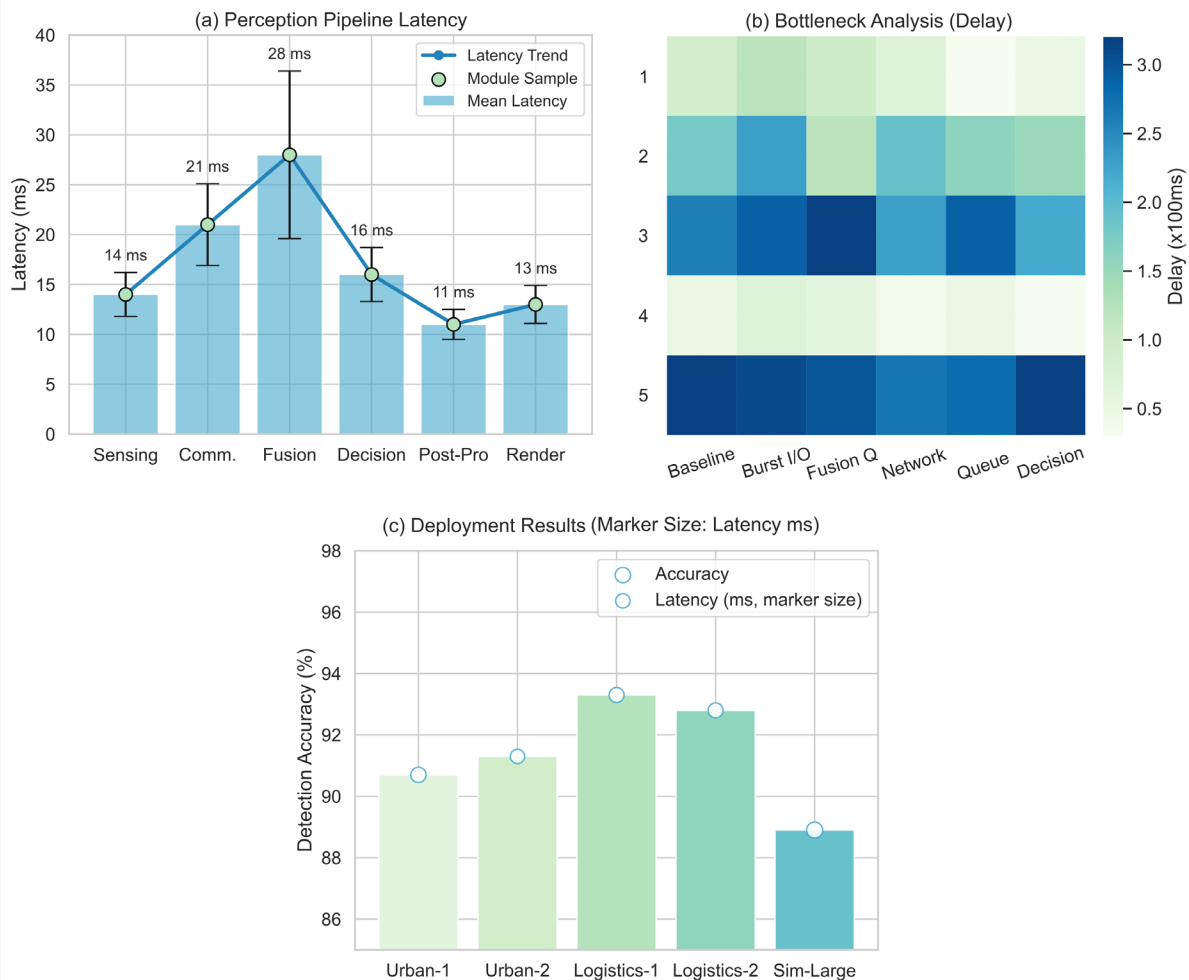 (a) Perception Pipeline Latency
40
35
30
25
20
15
10
5
0
Latency (ms)
14 ms
21 ms
28 ms
16 ms
11 ms
13 ms
Latency Trend
Module Sample
Mean Latency
Sensing
Comm.
Fusion
Decision
Post-Pro
Render
(b) Bottleneck Analysis (Delay)
1
2
3
4
5
Baseline
Burst I/O
Fusion Q
Network
Queue
Decision
3.0
2.5
2.0
1.5
1.0
0.5
Delay (x100ms)
(c) Deployment Results (Marker Size: Latency ms)
98
96
94
92
90
88
86
Detection Accuracy (%)
Accuracy
Latency (ms, marker size)
Urban-1
Urban-2
Logistics-1
Logistics-2
Sim-Large